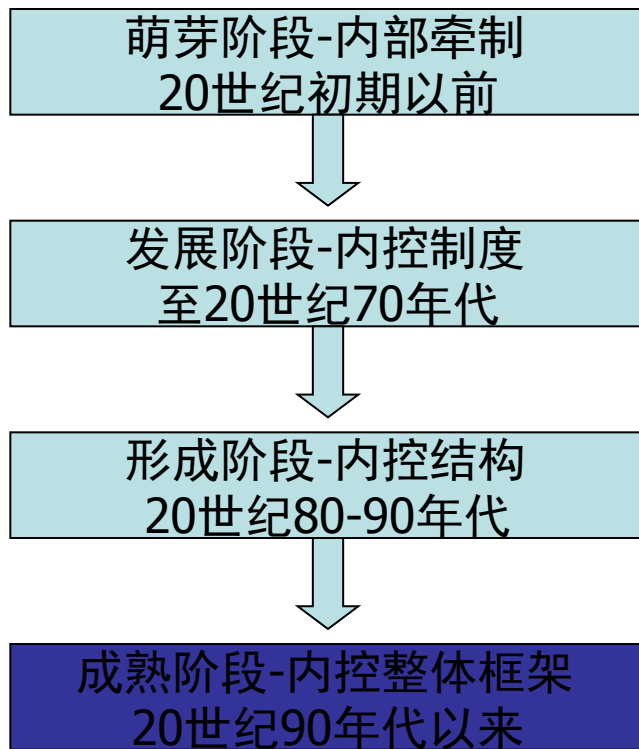 萌芽阶段-内部牵制
20世纪初期以前
发展阶段-内控制度
至20世纪70年代
形成阶段-内控结构
20世纪80-90年代
成熟阶段-内控整体框架
20世纪90年代以来